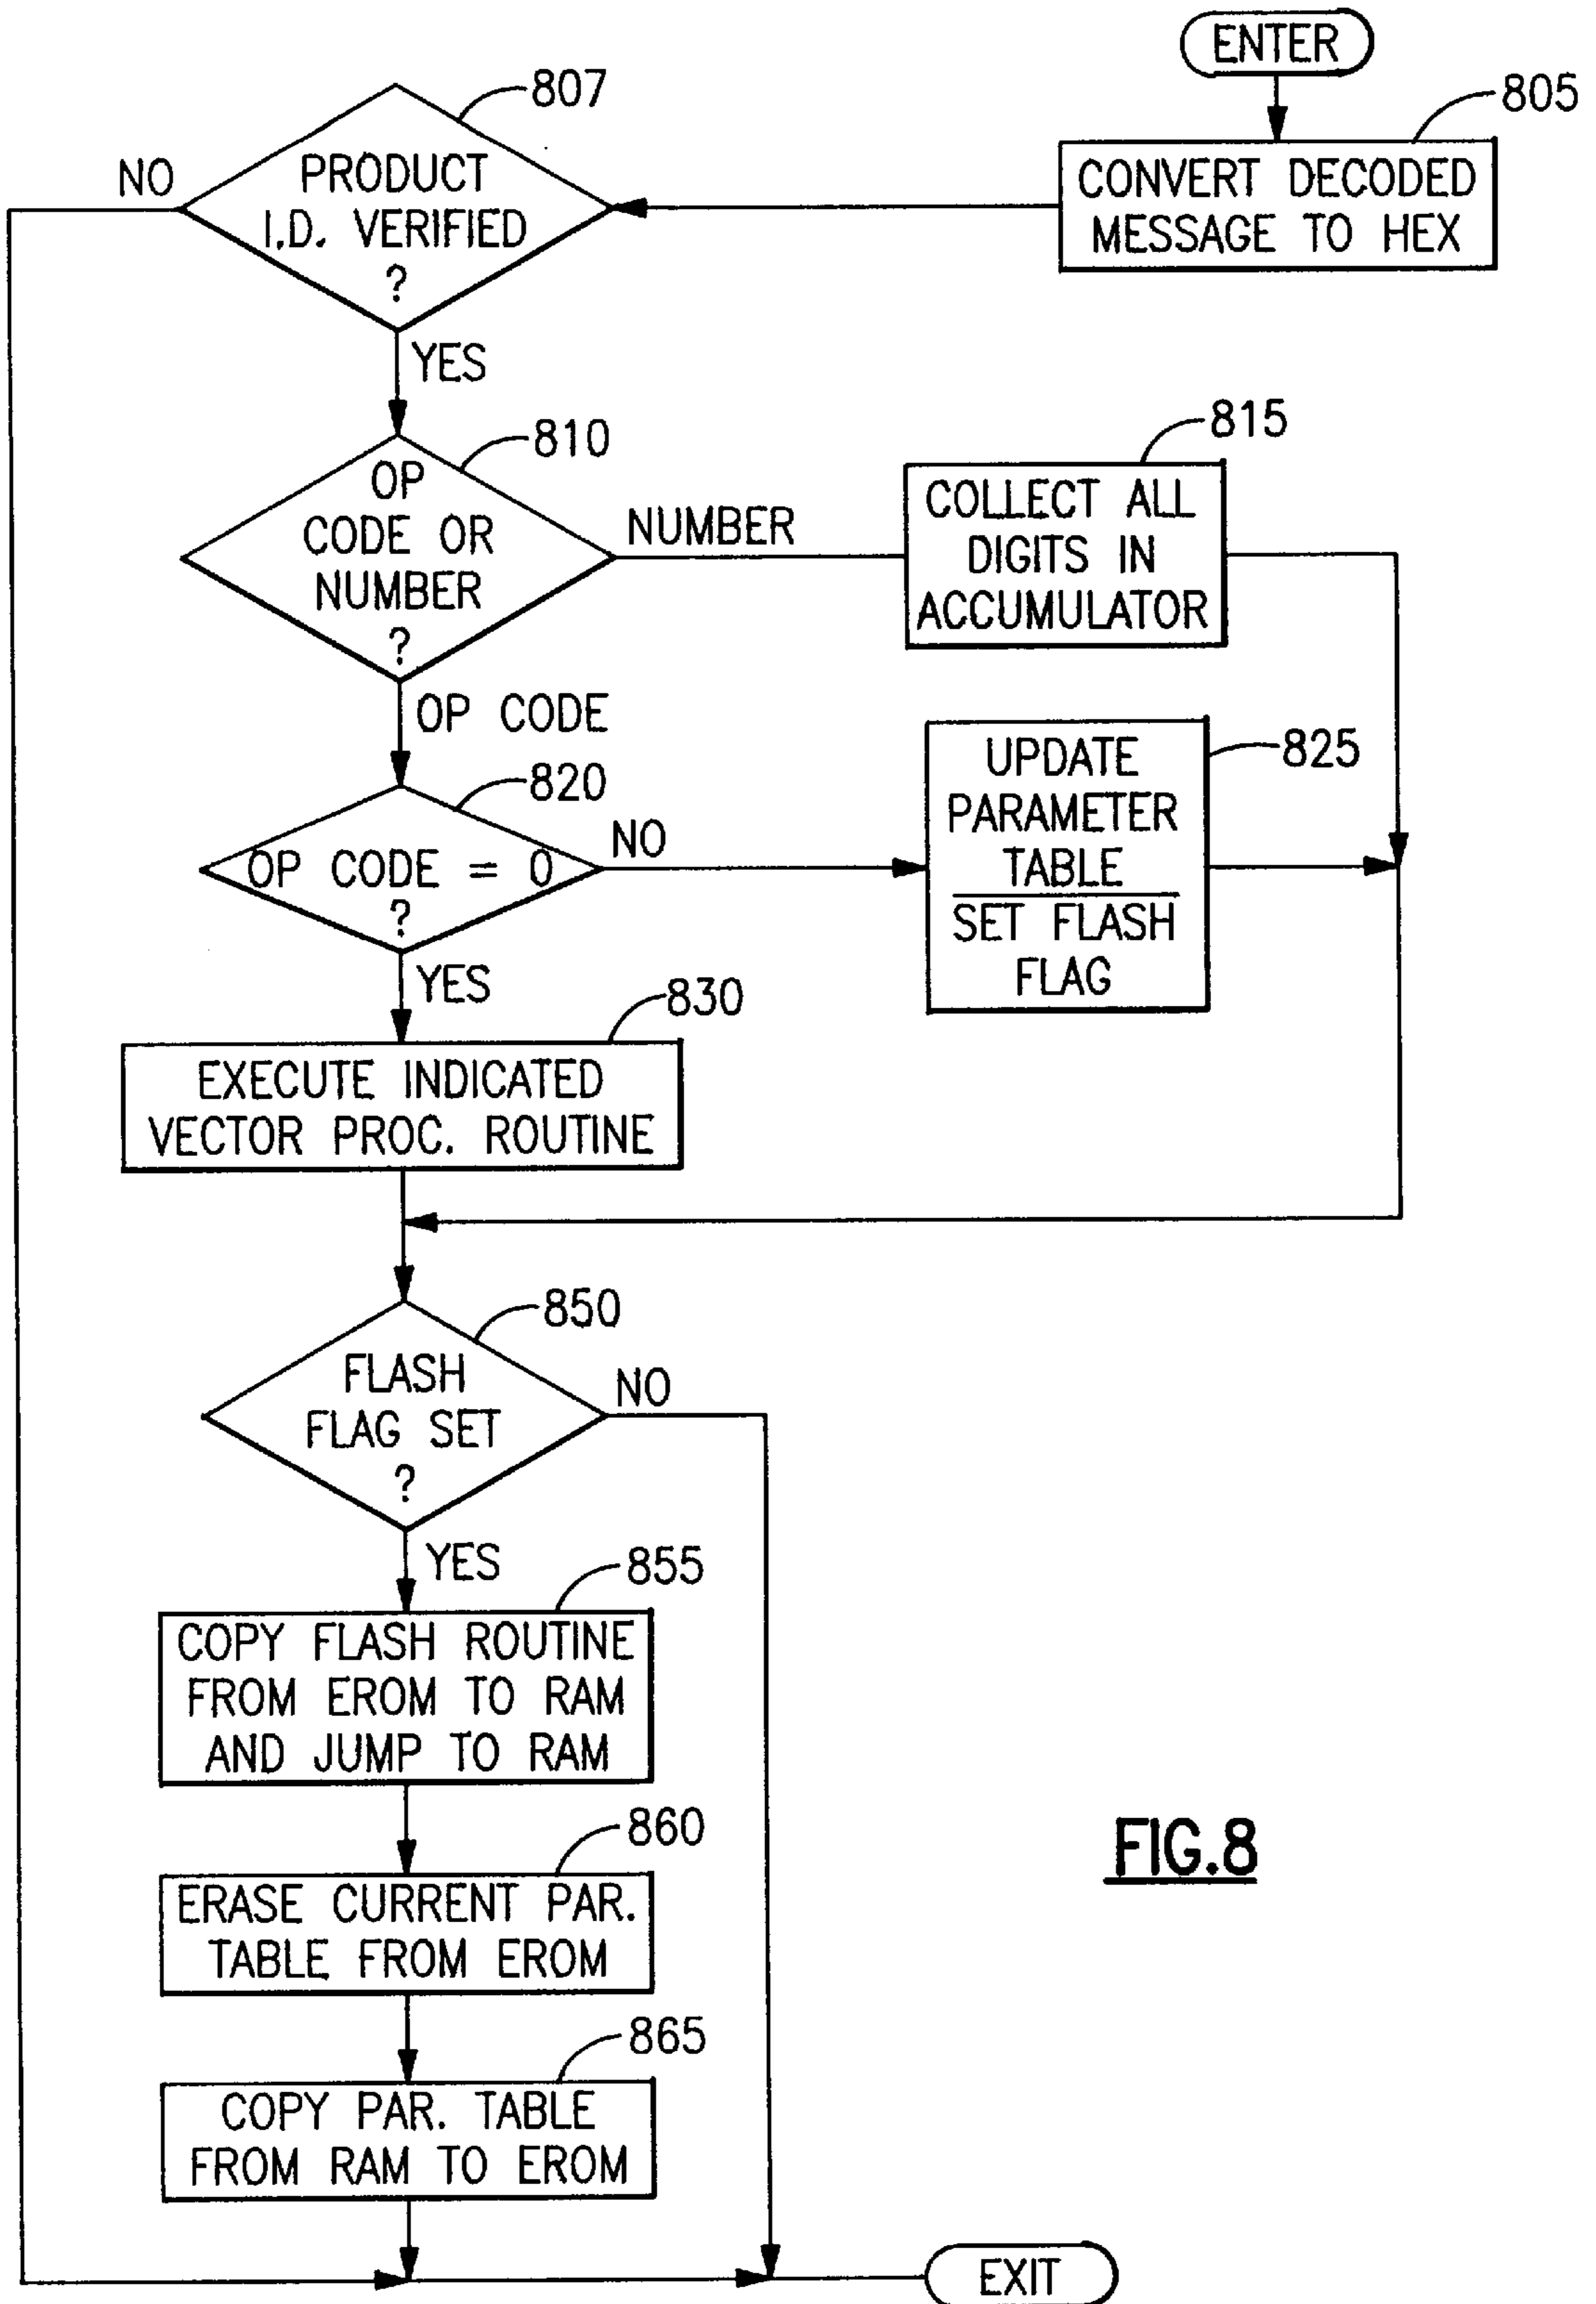 ENTER
805
CONVERT DECODED
MESSAGE TO HEX
807
PRODUCT
I.D. VERIFIED
?
NO
YES
810
OP
CODE OR
NUMBER
?
NUMBER
815
COLLECT ALL
DIGITS IN
ACCUMULATOR
OP CODE
820
OP CODE = 0
?
NO
825
UPDATE
PARAMETER
TABLE
SET FLASH
FLAG
YES
830
EXECUTE INDICATED
VECTOR PROC. ROUTINE
850
FLASH
FLAG SET
?
NO
YES
855
COPY FLASH ROUTINE
FROM EROM TO RAM
AND JUMP TO RAM
860
ERASE CURRENT PAR.
TABLE FROM EROM
865
COPY PAR. TABLE
FROM RAM TO EROM
EXIT
FIG.8